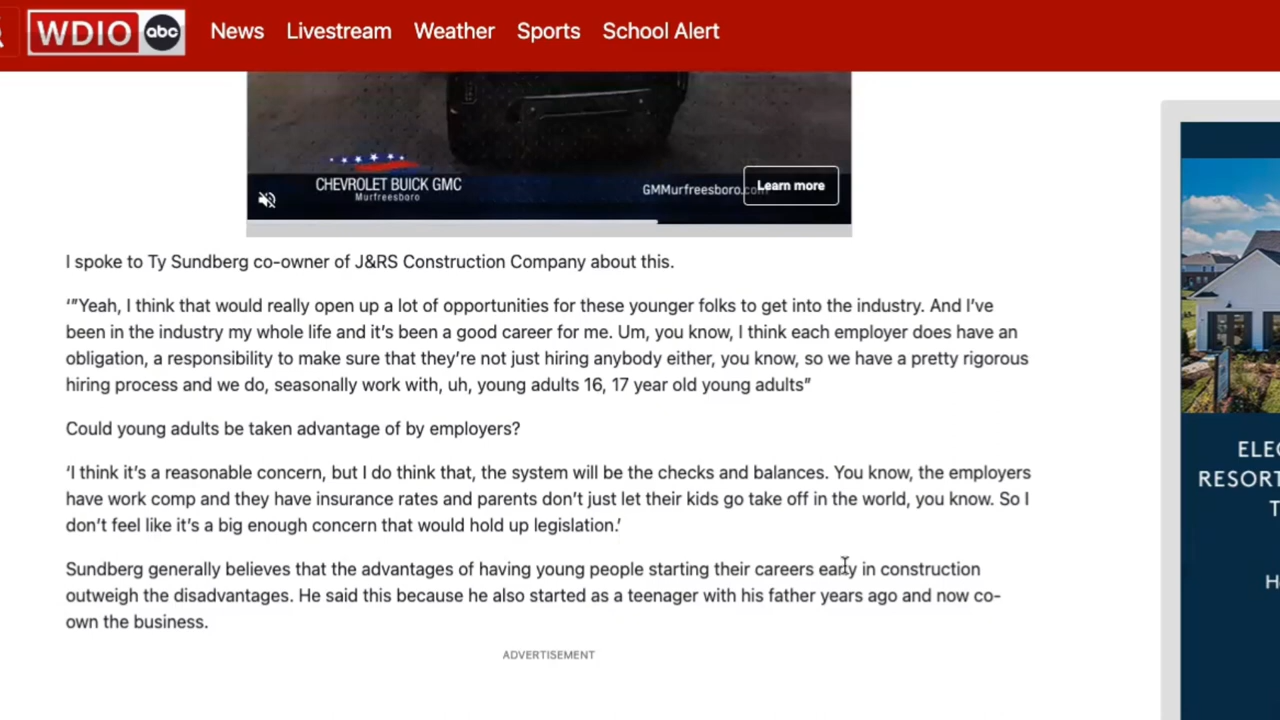 WDIO abc News Livestream Weather Sports School Alert
CHEVROLET BUICK GMC
Murfreesboro
GMMurfreesboro.com
Learn more
I spoke to Ty Sundberg co-owner of J&RS Construction Company about this.
‘”Yeah, I think that would really open up a lot of opportunities for these younger folks to get into the industry. And I’ve
been in the industry my whole life and it’s been a good career for me. Um, you know, I think each employer does have an
obligation, a responsibility to make sure that they’re not just hiring anybody either, you know, so we have a pretty rigorous
hiring process and we do, seasonally work with, uh, young adults 16, 17 year old young adults”
Could young adults be taken advantage of by employers?
‘I think it’s a reasonable concern, but I do think that, the system will be the checks and balances. You know, the employers
have work comp and they have insurance rates and parents don’t just let their kids go take off in the world, you know. So I
don’t feel like it’s a big enough concern that would hold up legislation.’
Sundberg generally believes that the advantages of having young people starting their careers early in construction
outweigh the disadvantages. He said this because he also started as a teenager with his father years ago and now co-
own the business.
ADVERTISEMENT
ELE
RESORT
T
H